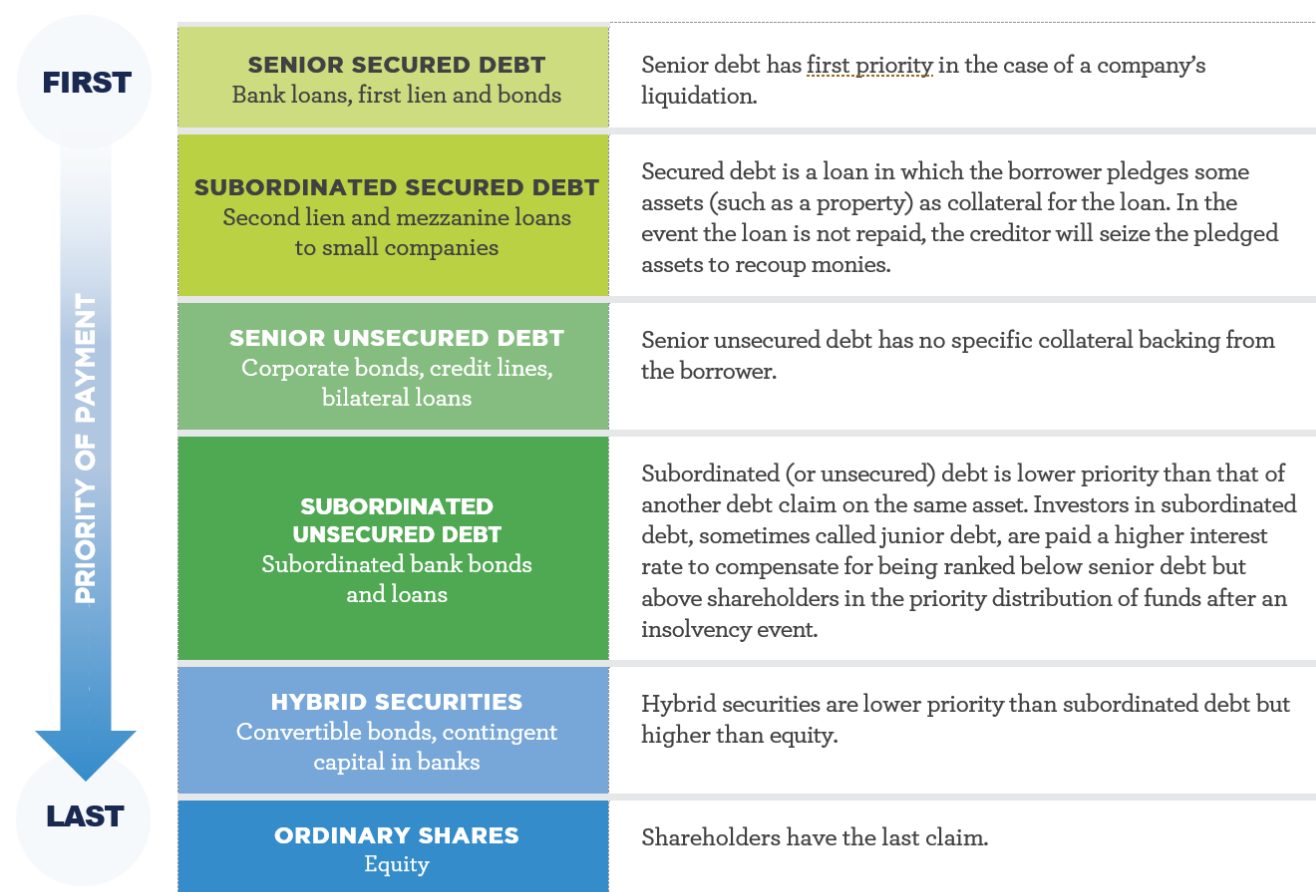 FIRST
PRIORITY OF PAYMENT
LAST
SENIOR SECURED DEBT
Bank loans, first lien and bonds
Senior debt has first priority in the case of a company’s
liquidation.
SUBORDINATED SECURED DEBT
Second lien and mezzanine loans
to small companies
Secured debt is a loan in which the borrower pledges some
assets (such as a property) as collateral for the loan. In the
event the loan is not repaid, the creditor will seize the pledged
assets to recoup monies.
SENIOR UNSECURED DEBT
Corporate bonds, credit lines,
bilateral loans
Senior unsecured debt has no specific collateral backing from
the borrower.
SUBORDINATED
UNSECURED DEBT
Subordinated bank bonds
and loans
Subordinated (or unsecured) debt is lower priority than that of
another debt claim on the same asset. Investors in subordinated
debt, sometimes called junior debt, are paid a higher interest
rate to compensate for being ranked below senior debt but
above shareholders in the priority distribution of funds after an
insolvency event.
HYBRID SECURITIES
Convertible bonds, contingent
capital in banks
Hybrid securities are lower priority than subordinated debt but
higher than equity.
ORDINARY SHARES
Equity
Shareholders have the last claim.